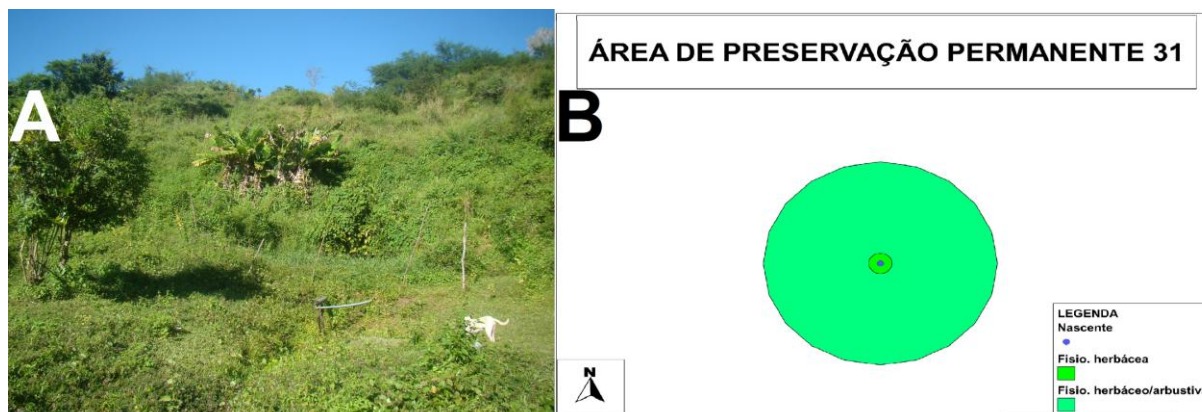 A
ÁREA DE PRESERVAÇÃO PERMANENTE 31
B
N
LEGENDA
Nascente
Fisio. herbácea
Fisio. herbáceo/arbustiv